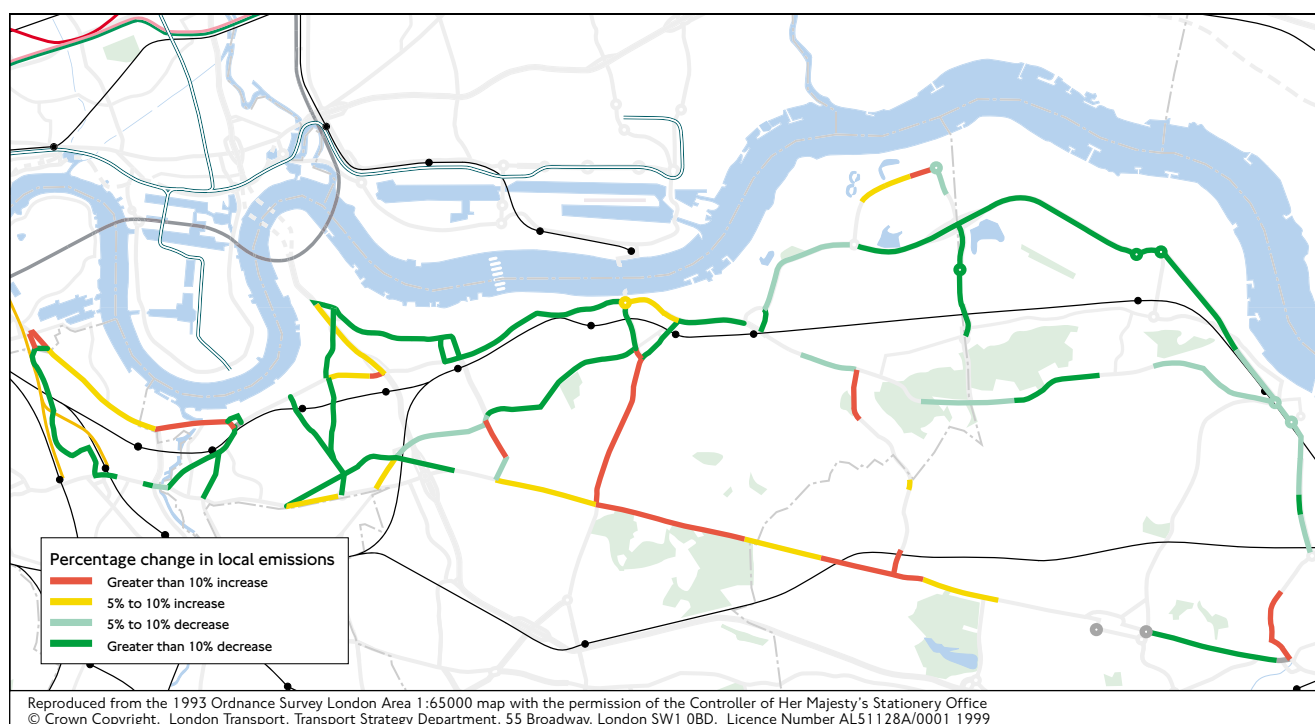 Percentage change in local emissions
Greater than 10% increase
5% to 10% increase
5% to 10% decrease
Greater than 10% decrease
Reproduced from the 1993 Ordnance Survey London Area 1:65000 map with the permission of the Controller of Her Majesty's Stationery Office
© Crown Copyright. London Transport, Transport Strategy Department, 55 Broadway, London SW1 0BD. Licence Number AL51128A/0001 1999